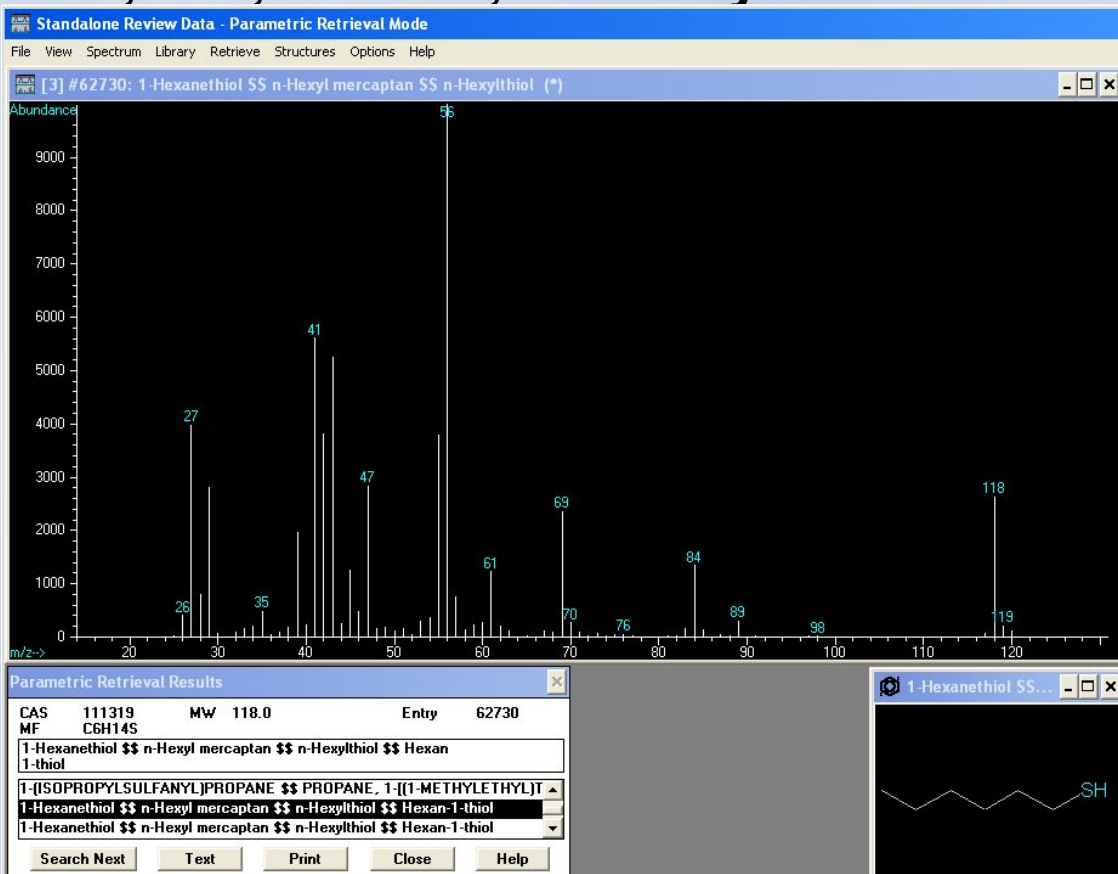 Standalone Review Data - Parametric Retrieval Mode
File View Spectrum Library Retrieve Structures Options Help
[3] #62730: 1-Hexanethiol $$ n-Hexyl mercaptan $$ n-Hexylthiol (*)
Abundance
56
9000
8000
7000
6000
41
5000
4000
27
3000
47
118
69
2000
84
61
1000
26
35
70
76
89
98
119
0
m/z-->
20 30 40 50 60 70 80 90 100 110 120
Parametric Retrieval Results
CAS 111319 MW 118.0 Entry 62730
MF C6H14S
1-Hexanethiol $$ n-Hexyl mercaptan $$ n-Hexylthiol $$ Hexan
1-thiol
1-(ISOPROPYLSULFANYL)PROPANE $$ PROPANE, 1-[(1-METHYLETHYL)T
1-Hexanethiol $$ n-Hexyl mercaptan $$ n-Hexylthiol $$ Hexan-1-thiol
1-Hexanethiol $$ n-Hexyl mercaptan $$ n-Hexylthiol $$ Hexan-1-thiol
Search Next Text Print Close Help
1-Hexanethiol $$...
SH